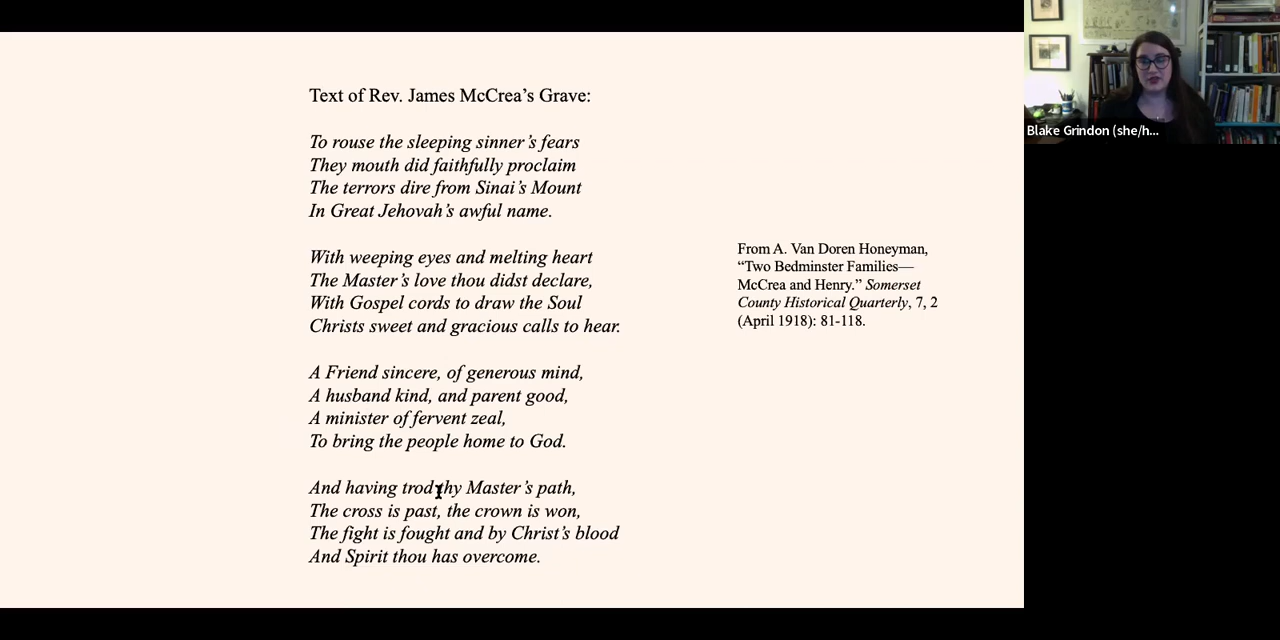 Text of Rev. James McCrea's Grave:
To rouse the sleeping sinner's fears
They mouth did faithfully proclaim
The terrors dire from Sinai's Mount
In Great Jehovah's awful name.
With weeping eyes and melting heart
The Master's love thou didst declare,
With Gospel cords to draw the Soul
Christs sweet and gracious calls to hear.
A Friend sincere, of generous mind,
A husband kind, and parent good,
A minister of fervent zeal,
To bring the people home to God.
And having trod thy Master's path,
The cross is past, the crown is won,
The fight is fought and by Christ's blood
And Spirit thou has overcome.
From A. Van Doren Honeyman,
“Two Bedminster Families—
McCrea and Henry.” Somerset
County Historical Quarterly, 7, 2
(April 1918): 81-118.
Blake Grindon (she/h...